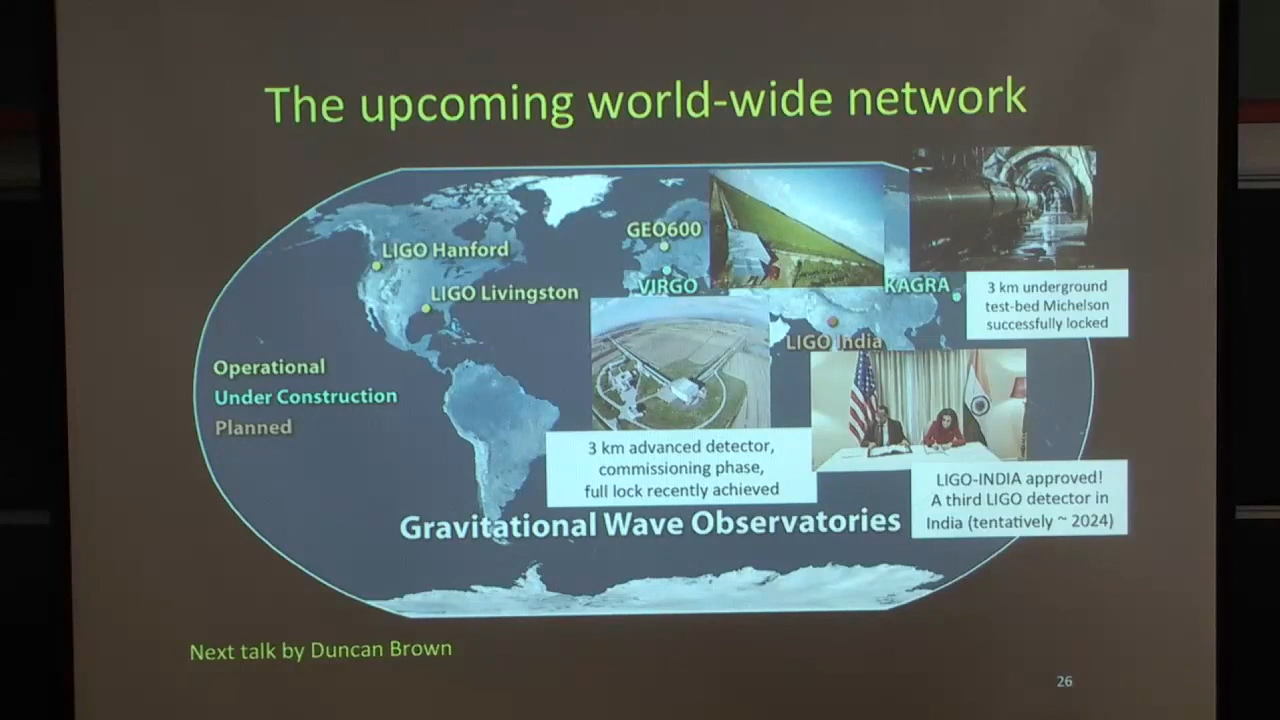 The upcoming world-wide network
GEO600
LIGO Hanford
VIRGO
KAGRA
LIGO Livingston
3 km underground
test-bed Michelson
successfully locked
LIGO India
Operational
Under Construction
Planned
3 km advanced detector,
commissioning phase,
full lock recently achieved
LIGO-INDIA approved!
A third LIGO detector in
India (tentatively ~ 2024)
Gravitational Wave Observatories
Next talk by Duncan Brown
26